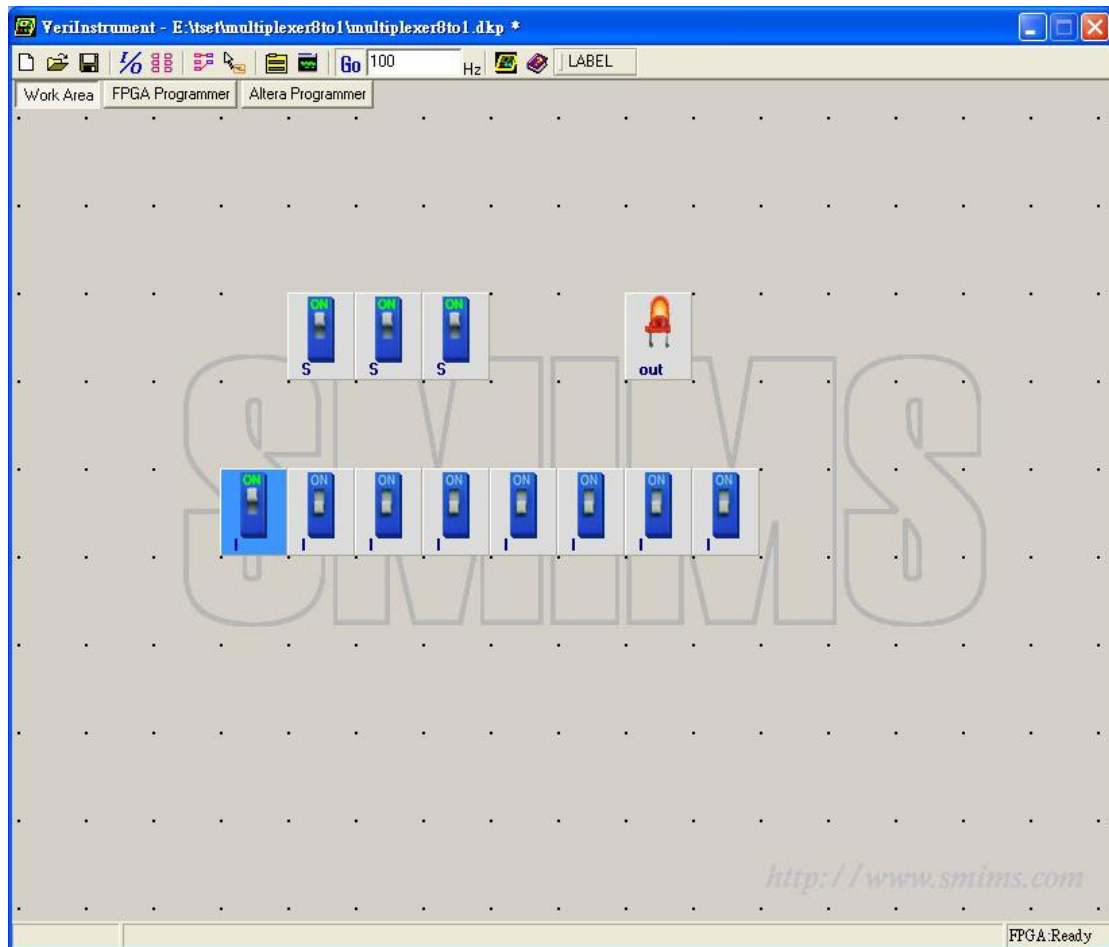 VeriInstrument - E:\tset\multiplexer8to1\multiplexer8to1.dkp *
I/O Go 100 Hz LABEL
Work Area FPGA Programmer Altera Programmer
ON ON ON
S S S out
SMIMS
ON ON ON ON ON ON ON ON
I I I I I I I I
http://www.smims.com
FPGA:Ready